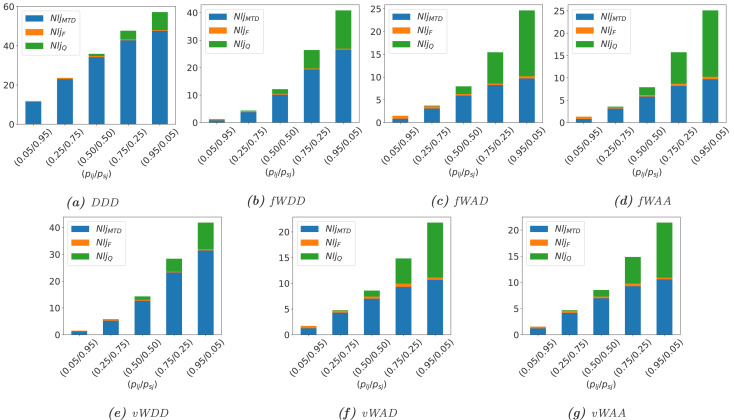 60
40
20
0
NIj_MTD
NIj_F
NIj_Q
(0.05/0.95)
(0.25/0.75)
(0.50/0.50)
(0.75/0.25)
(0.95/0.05)
(p_lj/p_sj)
(a) DDD
40
30
20
10
0
NIj_MTD
NIj_F
NIj_Q
(0.05/0.95)
(0.25/0.75)
(0.50/0.50)
(0.75/0.25)
(0.95/0.05)
(p_lj/p_sj)
(b) fWDD
25
20
15
10
5
0
NIj_MTD
NIj_F
NIj_Q
(0.05/0.95)
(0.25/0.75)
(0.50/0.50)
(0.75/0.25)
(0.95/0.05)
(p_lj/p_sj)
(c) fWAD
25
20
15
10
5
0
NIj_MTD
NIj_F
NIj_Q
(0.05/0.95)
(0.25/0.75)
(0.50/0.50)
(0.75/0.25)
(0.95/0.05)
(p_lj/p_sj)
(d) fWAA
40
30
20
10
0
NIj_MTD
NIj_F
NIj_Q
(0.05/0.95)
(0.25/0.75)
(0.50/0.50)
(0.75/0.25)
(0.95/0.05)
(p_lj/p_sj)
(e) vWDD
20
15
10
5
0
NIj_MTD
NIj_F
NIj_Q
(0.05/0.95)
(0.25/0.75)
(0.50/0.50)
(0.75/0.25)
(0.95/0.05)
(p_lj/p_sj)
(f) vWAD
20
15
10
5
0
NIj_MTD
NIj_F
NIj_Q
(0.05/0.95)
(0.25/0.75)
(0.50/0.50)
(0.75/0.25)
(0.95/0.05)
(p_lj/p_sj)
(g) vWAA